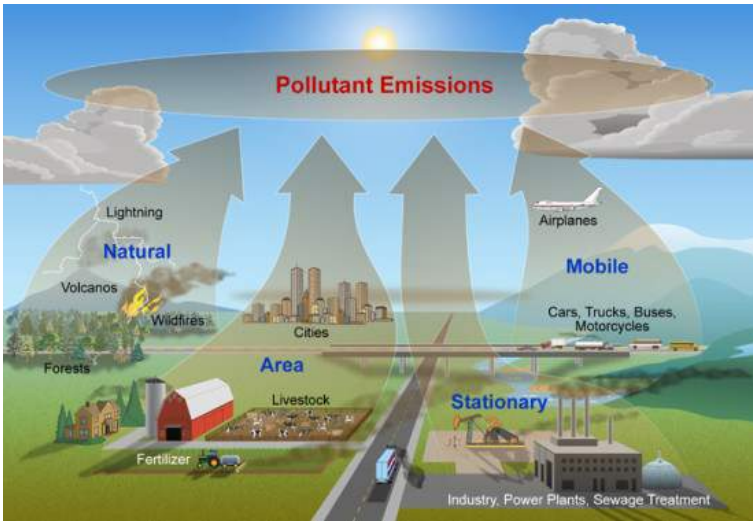 Pollutant Emissions
Lightning
Natural
Volcanos
Wildfires
Forests
Airplanes
Mobile
Cars, Trucks, Buses,
Motorcycles
Cities
Area
Livestock
Fertilizer
Stationary
Industry, Power Plants, Sewage Treatment